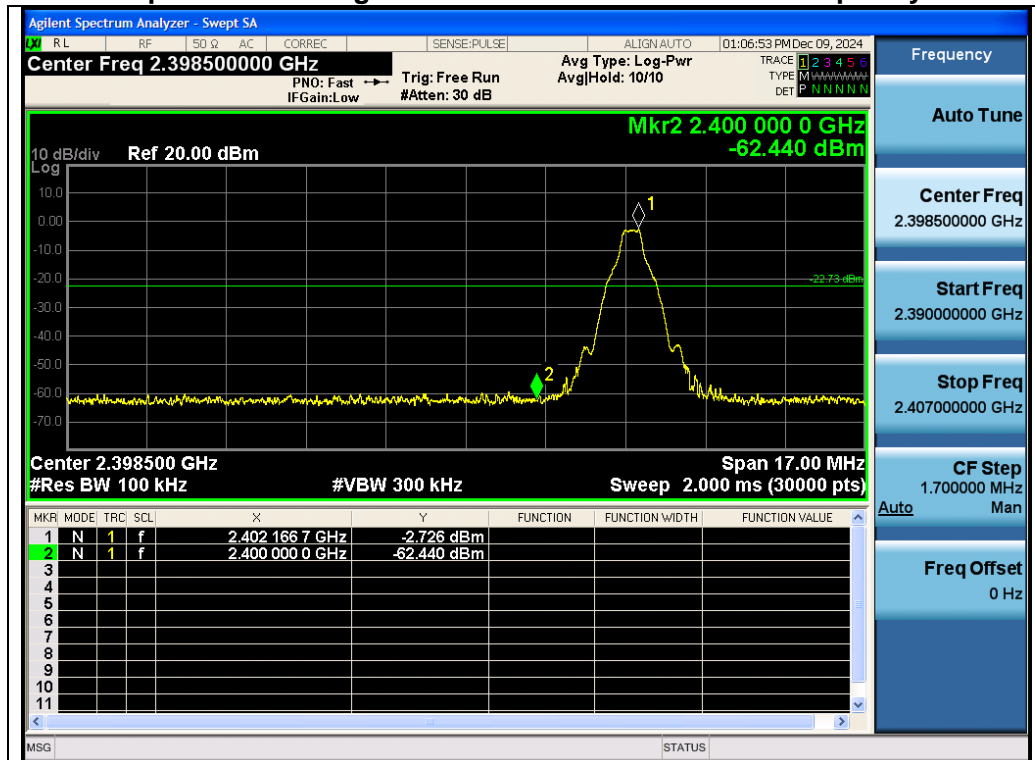 Agilent Spectrum Analyzer - Swept SA
LXI RL RF 50 Ω AC CORREC SENSE:PULSE ALIGN AUTO 01:06:53 PM Dec 09, 2024
Center Freq 2.398500000 GHz
PNO: Fast
IFGain:Low
Trig: Free Run
#Atten: 30 dB
Avg Type: Log-Pwr
Avg|Hold: 10/10
TRACE 1 2 3 4 5 6
TYPE M WWWWW
DET P N N N N N
Mkr2 2.400 000 0 GHz
-62.440 dBm
10 dB/div Ref 20.00 dBm
Log
10.0
0.00
-10.0
-20.0
-30.0
-40.0
-50.0
-60.0
-70.0
1
-22.73 dBm
2
Center 2.398500 GHz Span 17.00 MHz
#Res BW 100 kHz #VBW 300 kHz Sweep 2.000 ms (30000 pts)
MKR MODE TRC SCL X Y FUNCTION FUNCTION WIDTH FUNCTION VALUE
1 N 1 f 2.402 166 7 GHz -2.726 dBm
2 N 1 f 2.400 000 0 GHz -62.440 dBm
3
4
5
6
7
8
9
10
11
MSG STATUS
Frequency
Auto Tune
Center Freq
2.398500000 GHz
Start Freq
2.390000000 GHz
Stop Freq
2.407000000 GHz
CF Step
1.700000 MHz
Auto Man
Freq Offset
0 Hz